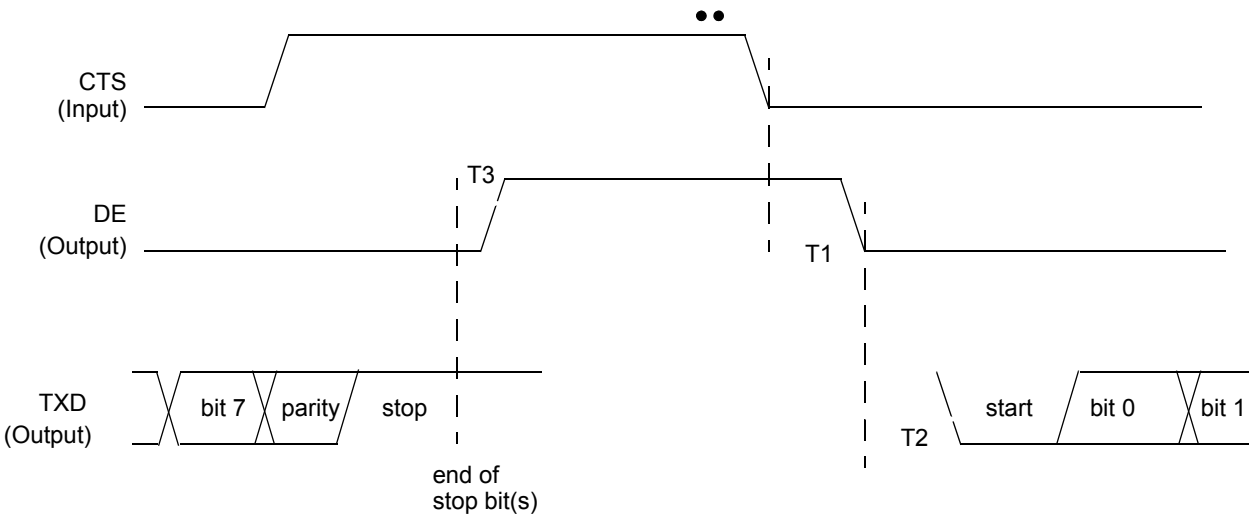 CTS
(Input)
T3
DE
(Output)
T1
TXD
(Output)
bit 7
parity
stop
T2
start
bit 0
bit 1
end of
stop bit(s)